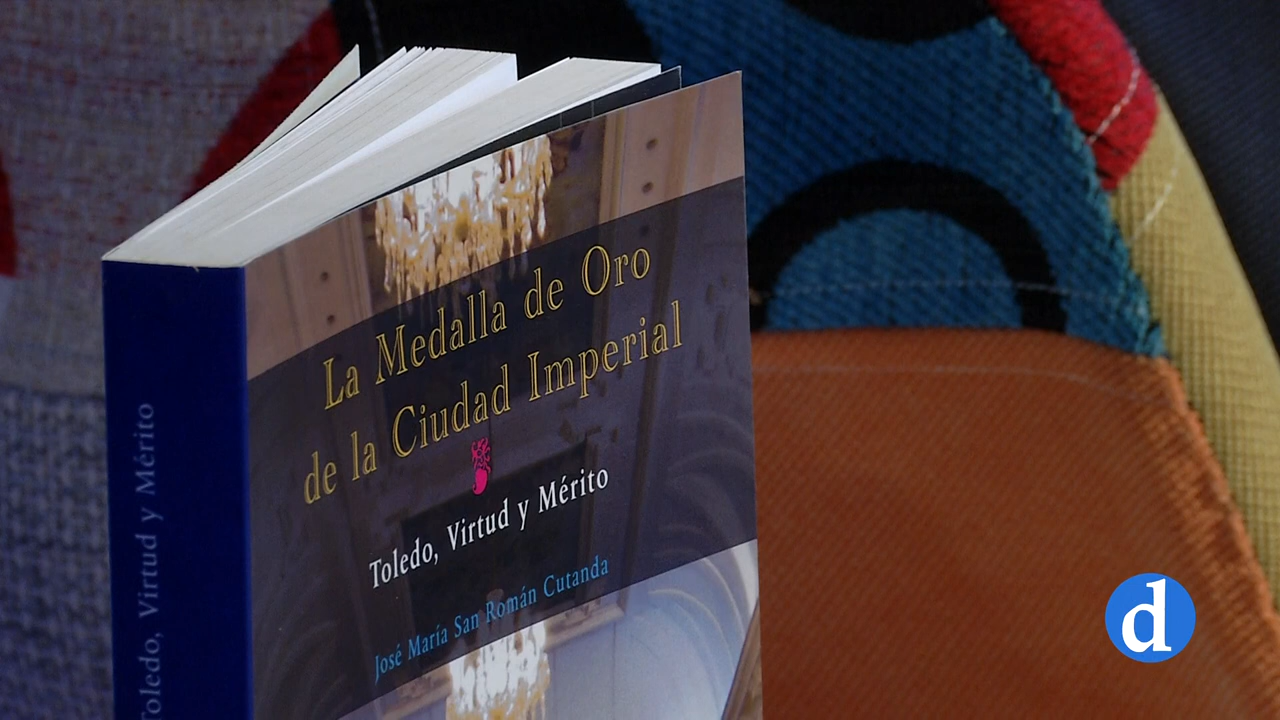 La Medalla de Oro
de la Ciudad Imperial
Toledo, Virtud y Mérito
José María San Román Cutanda
Toledo, Virtud y Mérito
d